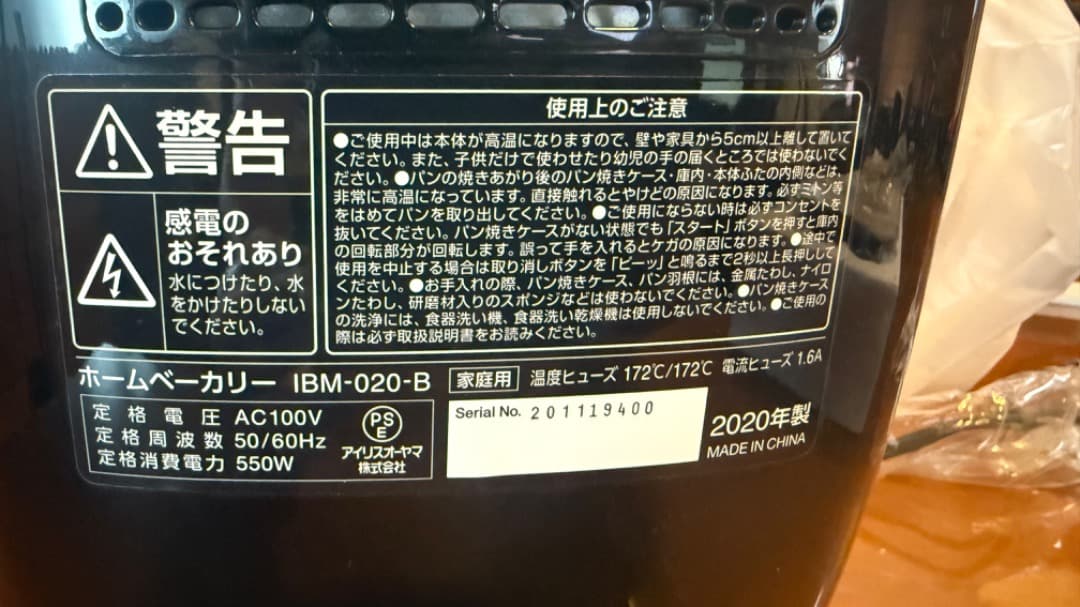 警告
感電の
おそれあり
水につけたり、水
をかけたりしない
でください。
使用上のご注意
●ご使用中は本体が高温になりますので、壁や家具から5cm以上離して置いて
ください。また、子供だけで使わせたり幼児の手の届くところでは使わないでく
ださい。●パンの焼きあがり後のパン焼きケース・庫内・本体ふたの内側などは、
非常に高温になっています。直接触れるとやけどの原因になります。必ずミトン等
をはめてパンを取り出してください。●ご使用にならない時は必ずコンセントを
抜いてください。パン焼きケースがない状態でも「スタート」ボタンを押すと庫内
の回転部分が回転します。誤って手を入れるとケガの原因になります。●途中で
使用を中止する場合は取り消しボタンを「ピーッ」と鳴るまで2秒以上長押しして
ください。●お手入れの際、パン焼きケース、パン羽根には、金属たわし、ナイロ
ンたわし、研磨材入りのスポンジなどは使わないでください。●パン焼きケース
の洗浄には、食器洗い機、食器洗い乾燥機は使用しないでください。●ご使用の
際は必ず取扱説明書をお読みください。
ホームベーカリー IBM-020-B 家庭用 温度ヒューズ 172℃/172℃ 電流ヒューズ 1.6A
定格電圧 AC100V
定格周波数 50/60Hz
定格消費電力 550W
PS
E
アイリスオーヤマ
株式会社
Serial No. 201119400
2020年製
MADE IN CHINA